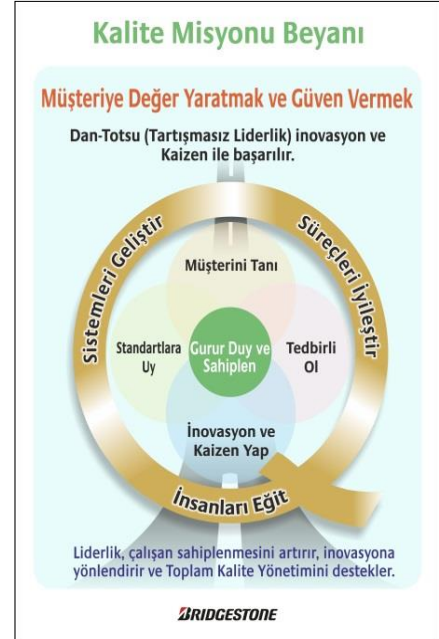 Kalite Misyonu Beyanı
Müşteriye Değer Yaratmak ve Güven Vermek
Dan-Totsu (Tartışmasız Liderlik) inovasyon ve
Kaizen ile başarılır.
Sistemleri Geliştir
Süreçleri İyileştir
Müşterini Tanı
Standartlara
Uy
Gurur Duy ve
Sahiplen
Tedbirli
Ol
İnovasyon ve
Kaizen Yap
İnsanları Eğit
Liderlik, çalışan sahiplenmesini artırır, inovasyona
yönlendirir ve Toplam Kalite Yönetimini destekler.
BRIDGESTONE